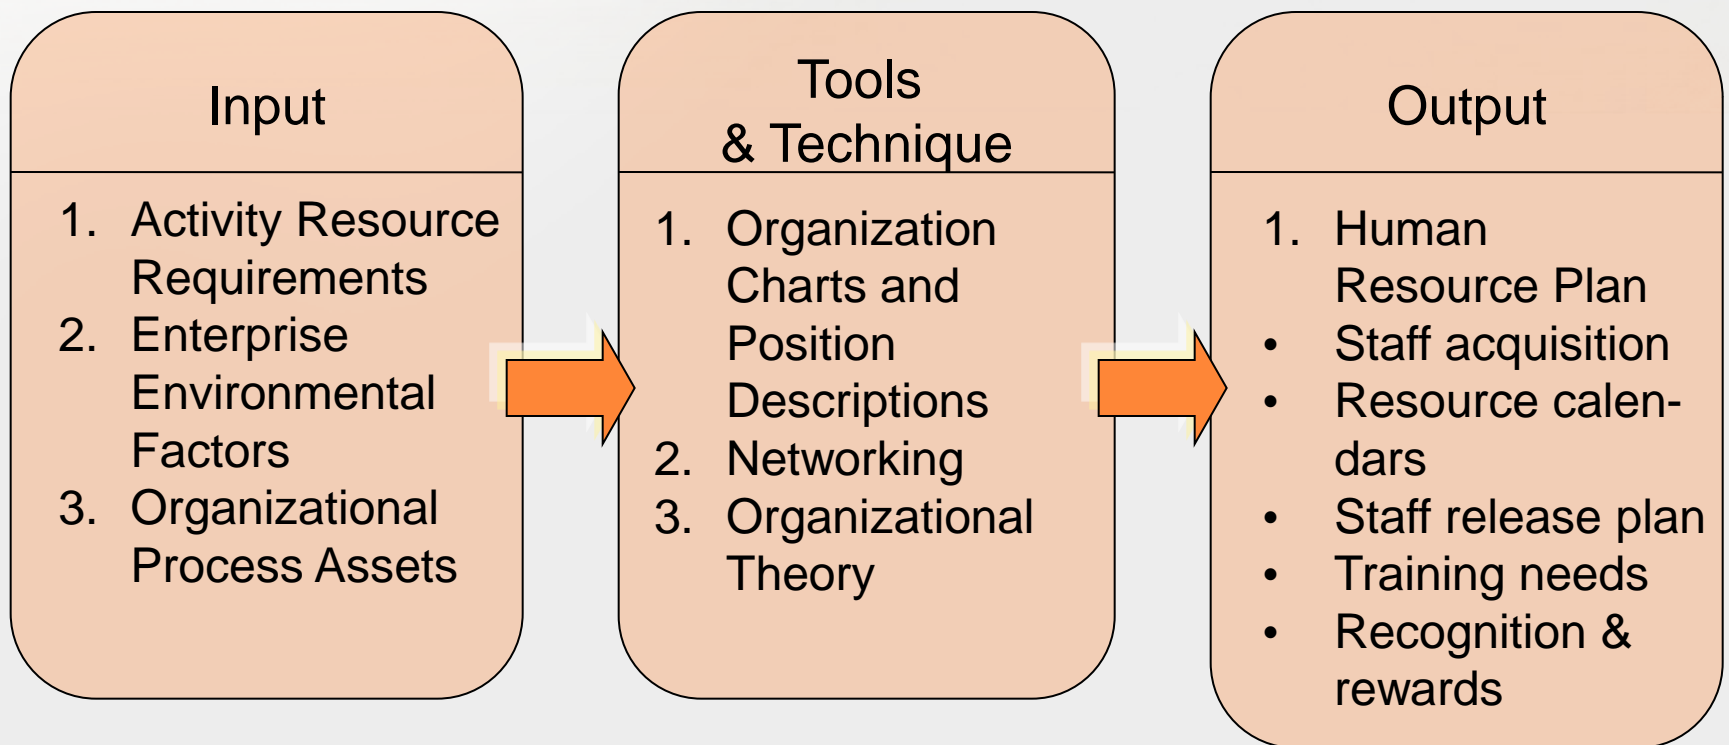 Input
1. Activity Resource
Requirements
2. Enterprise
Environmental
Factors
3. Organizational
Process Assets
Tools
& Technique
1. Organization
Charts and
Position
Descriptions
2. Networking
3. Organizational
Theory
Output
1. Human
Resource Plan
• Staff acquisition
• Resource calen-
dars
• Staff release plan
• Training needs
• Recognition &
rewards